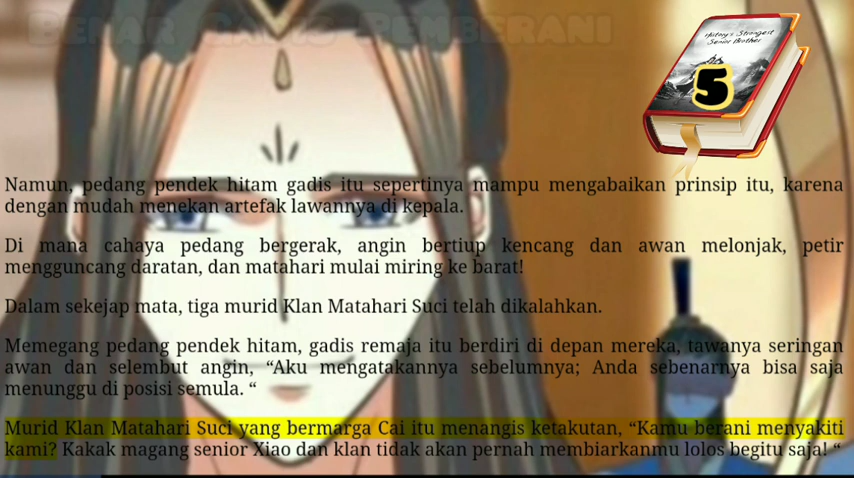 BENAR GANAS PEMBERANI
History's Strongest
Senior Brother
5
Namun, pedang pendek hitam gadis itu sepertinya mampu mengabaikan prinsip itu, karena
dengan mudah menekan artefak lawannya di kepala.
Di mana cahaya pedang bergerak, angin bertiup kencang dan awan melonjak, petir
mengguncang daratan, dan matahari mulai miring ke barat!
Dalam sekejap mata, tiga murid Klan Matahari Suci telah dikalahkan.
Memegang pedang pendek hitam, gadis remaja itu berdiri di depan mereka, tawanya seringan
awan dan selembut angin, “Aku mengatakannya sebelumnya; Anda sebenarnya bisa saja
menunggu di posisi semula. “
Murid Klan Matahari Suci yang bermarga Cai itu menangis ketakutan, “Kamu berani menyakiti
kami? Kakak magang senior Xiao dan klan tidak akan pernah membiarkanmu lolos begitu saja! “